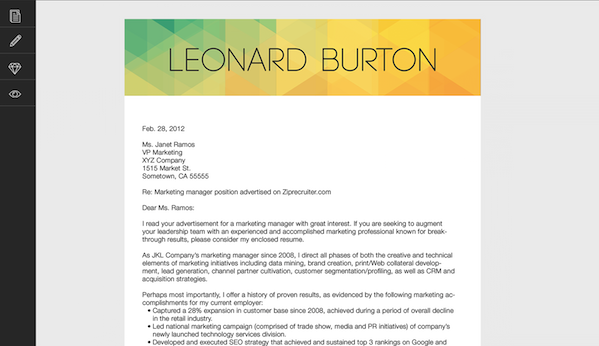 LEONARD BURTON
Feb. 28, 2012
Ms. Janet Ramos
VP Marketing
XYZ Company
1515 Market St.
Sometown, CA 55555
Re: Marketing manager position advertised on Ziprecruiter.com
Dear Ms. Ramos:
I read your advertisement for a marketing manager with great interest. If you are seeking to augment
your leadership team with an experienced and accomplished marketing professional known for break-
through results, please consider my enclosed resume.
As JKL Company's marketing manager since 2008, I direct all phases of both the creative and technical
elements of marketing initiatives including data mining, brand creation, print/Web collateral develop-
ment, lead generation, channel partner cultivation, customer segmentation/profiling, as well as CRM and
acquisition strategies.
Perhaps most importantly, I offer a history of proven results, as evidenced by the following marketing ac-
complishments for my current employer:
• Captured a 28% expansion in customer base since 2008, achieved during a period of overall decline
in the retail industry.
• Led national marketing campaign (comprised of trade show, media and PR initiatives) of company's
newly launched technology services division.
• Developed and executed SEO strategy that achieved and sustained top 3 rankings on Google and